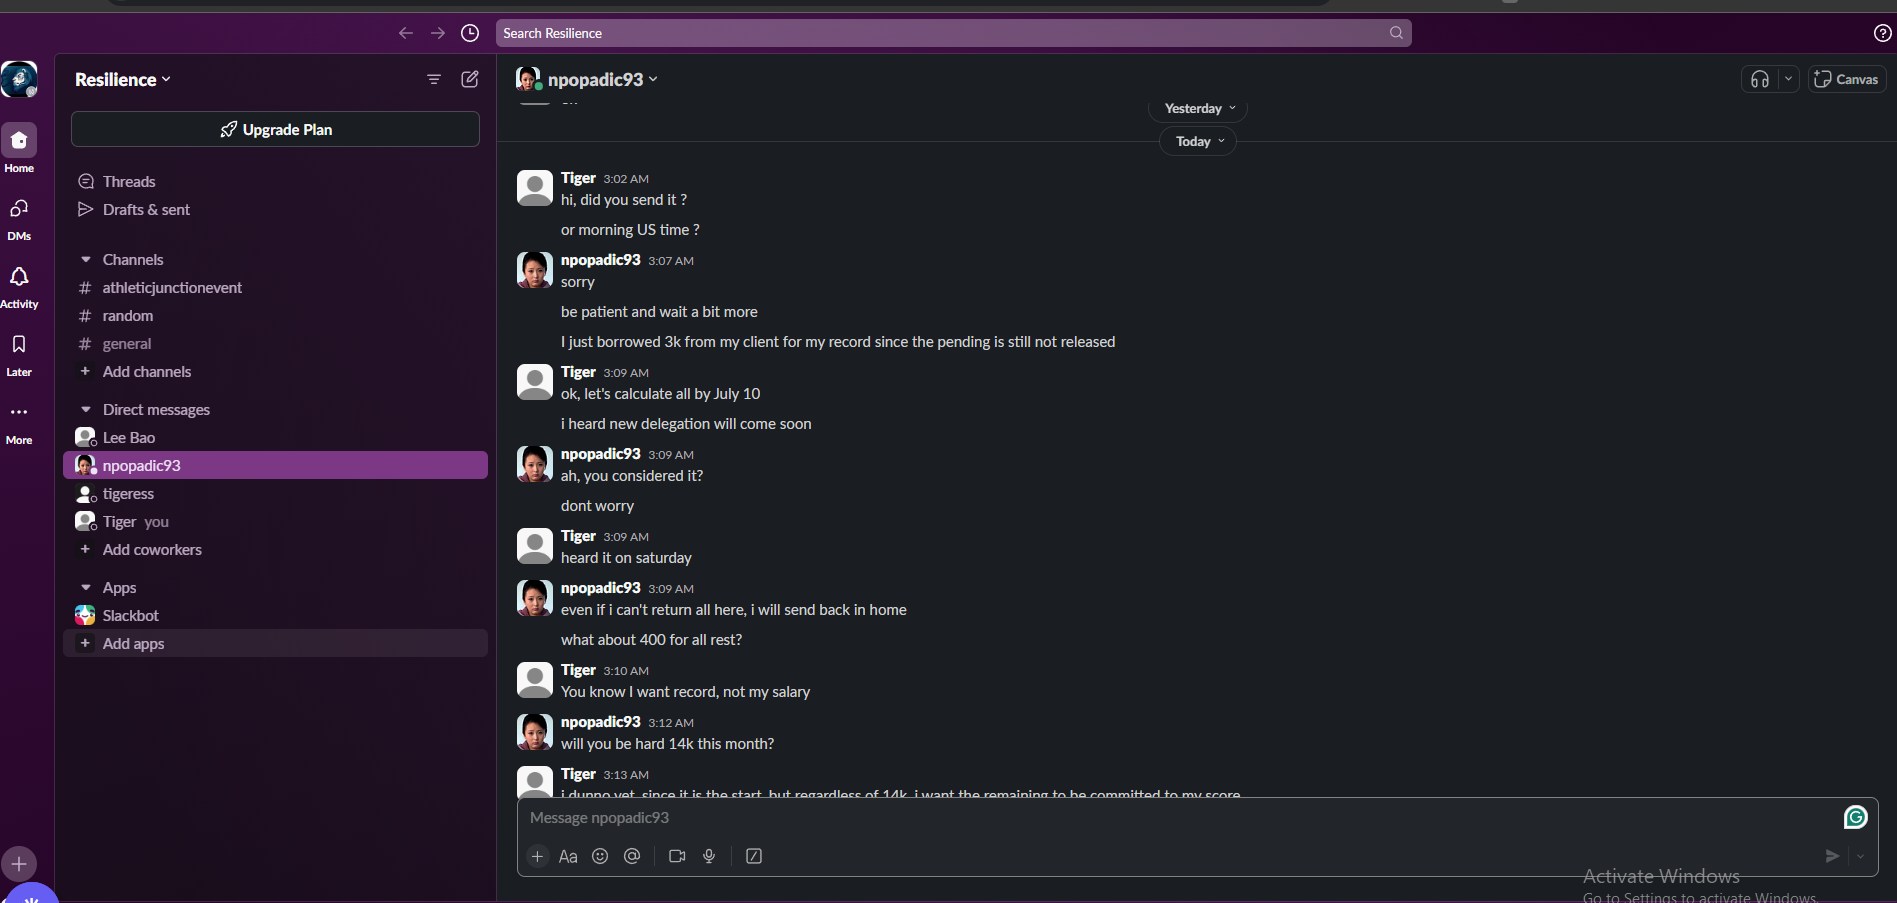 Search Resilience
Resilience
npopadic93
Canvas
Upgrade Plan
Yesterday
Today
Home
Threads
Drafts & sent
DMs
Channels
# athleticjunctionevent
# random
# general
+ Add channels
Activity
Later
Direct messages
Lee Bao
npopadic93
tigeress
Tiger you
+ Add coworkers
More
Apps
Slackbot
+ Add apps
Tiger 3:02 AM
hi, did you send it ?
or morning US time ?
npopadic93 3:07 AM
sorry
be patient and wait a bit more
I just borrowed 3k from my client for my record since the pending is still not released
Tiger 3:09 AM
ok, let's calculate all by July 10
i heard new delegation will come soon
npopadic93 3:09 AM
ah, you considered it?
dont worry
Tiger 3:09 AM
heard it on saturday
npopadic93 3:09 AM
even if i can't return all here, i will send back in home
what about 400 for all rest?
Tiger 3:10 AM
You know I want record, not my salary
npopadic93 3:12 AM
will you be hard 14k this month?
Tiger 3:13 AM
i dunno yet, since it is the start, but regardless of 14k, i want the remaining to be committed to my score
Message npopadic93
Aa
Activate Windows
Go to Settings to activate Windows.